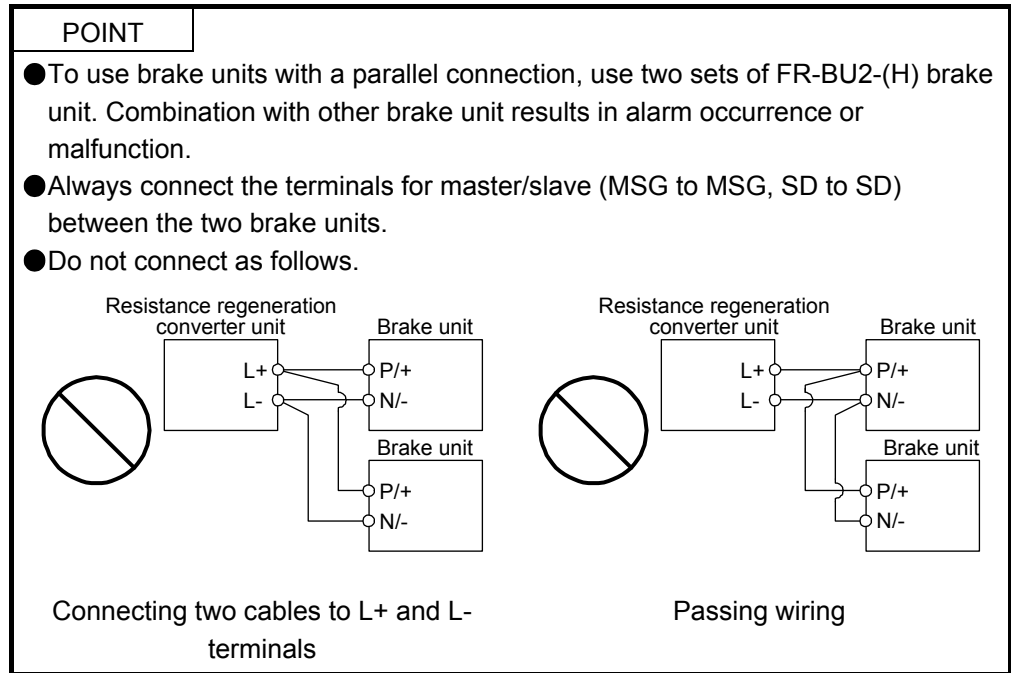 POINT
●To use brake units with a parallel connection, use two sets of FR-BU2-(H) brake
unit. Combination with other brake unit results in alarm occurrence or
malfunction.
●Always connect the terminals for master/slave (MSG to MSG, SD to SD)
between the two brake units.
●Do not connect as follows.
Resistance regeneration
converter unit
Brake unit
L+
P/+
L-
N/-
Brake unit
P/+
N/-
Connecting two cables to L+ and L-
terminals
Resistance regeneration
converter unit
Brake unit
L+
P/+
L-
N/-
Brake unit
P/+
N/-
Passing wiring